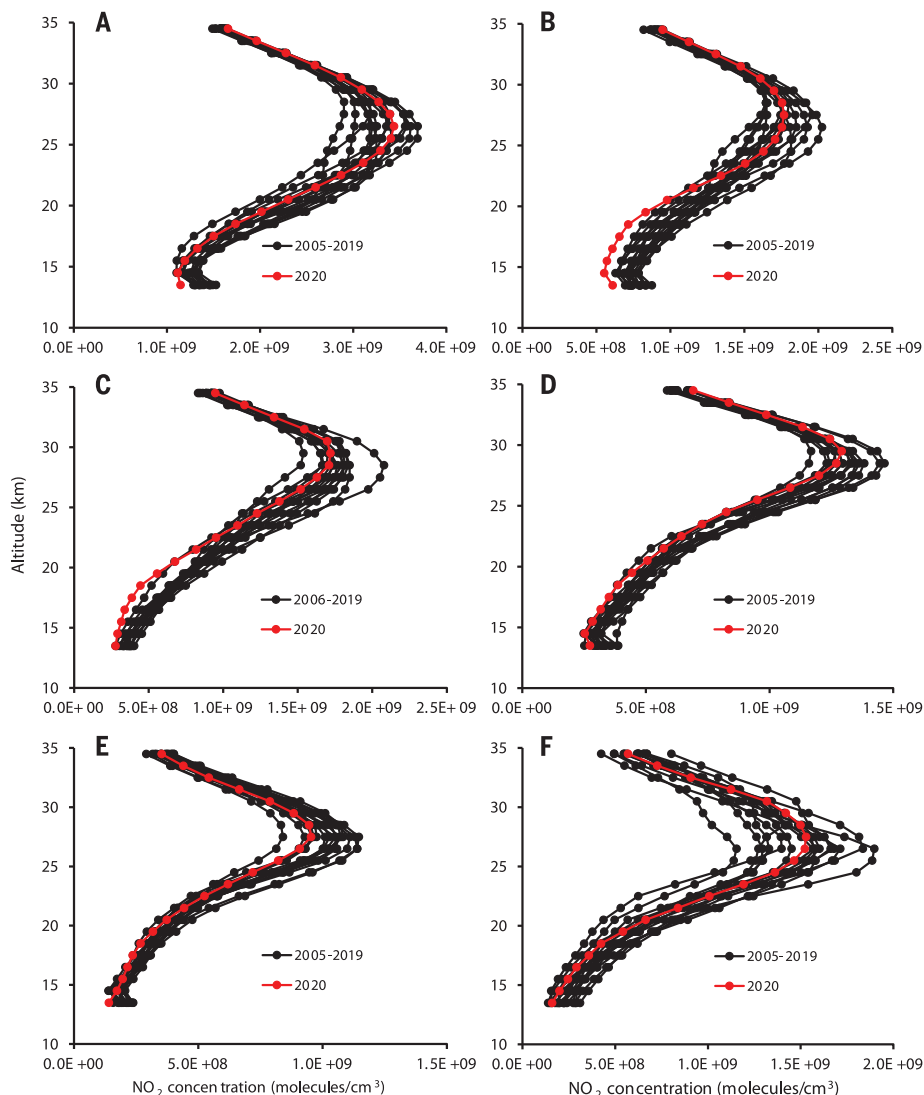 A
35
30
25
20
15
10
2005-2019
2020
0.0E + 00
1.0E + 09
2.0E + 09
3.0E + 09
4.0E + 09
B
35
30
25
20
15
10
2005-2019
2020
0.0E + 00
5.0E + 08
1.0E + 09
1.5E + 09
2.0E + 09
2.5E + 09
Altitude (km)
C
35
30
25
20
15
10
2006-2019
2020
0.0E + 00
5.0E + 08
1.0E + 09
1.5E + 09
2.0E + 09
2.5E + 09
D
35
30
25
20
15
10
2005-2019
2020
0.0E + 00
5.0E + 08
1.0E + 09
1.5E + 09
E
35
30
25
20
15
10
2005-2019
2020
0.0E + 00
5.0E + 08
1.0E + 09
1.5E + 09
NO2 concentration (molecules/cm³)
F
35
30
25
20
15
10
2005-2019
2020
0.0E + 00
5.0E + 08
1.0E + 09
1.5E + 09
2.0E + 09
NO2 concentration (molecules/cm³)